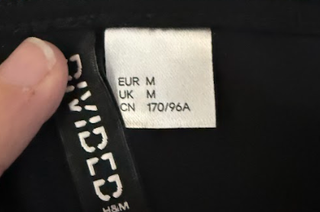 EUR M
UK M
CN 170/96A
DIVIDED
H&M